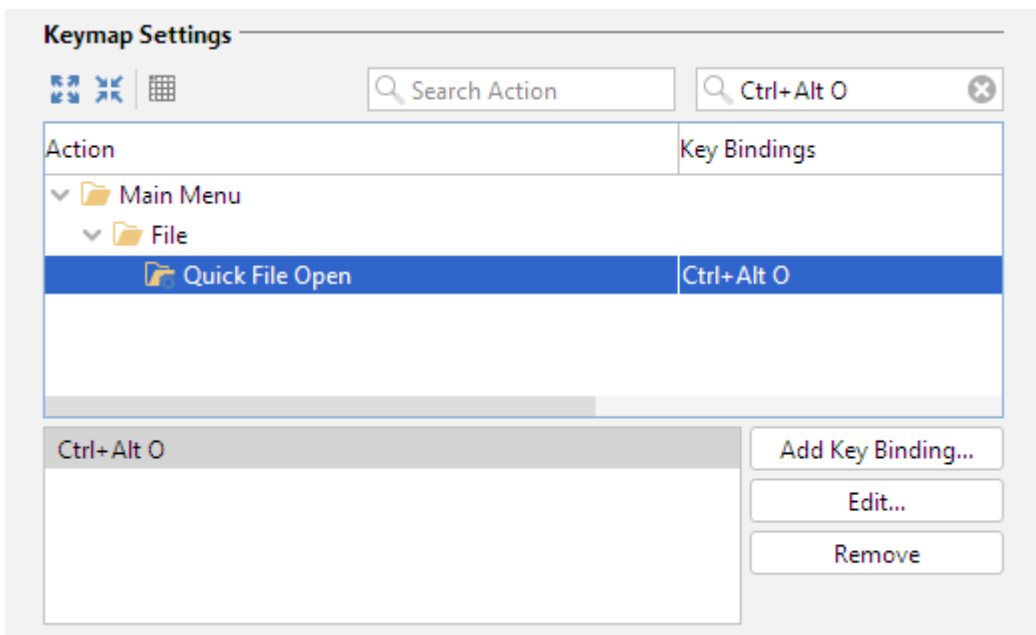 Keymap Settings
Search Action
Ctrl+Alt O
Action Key Bindings
Main Menu
File
Quick File Open Ctrl+Alt O
Ctrl+Alt O
Add Key Binding...
Edit...
Remove